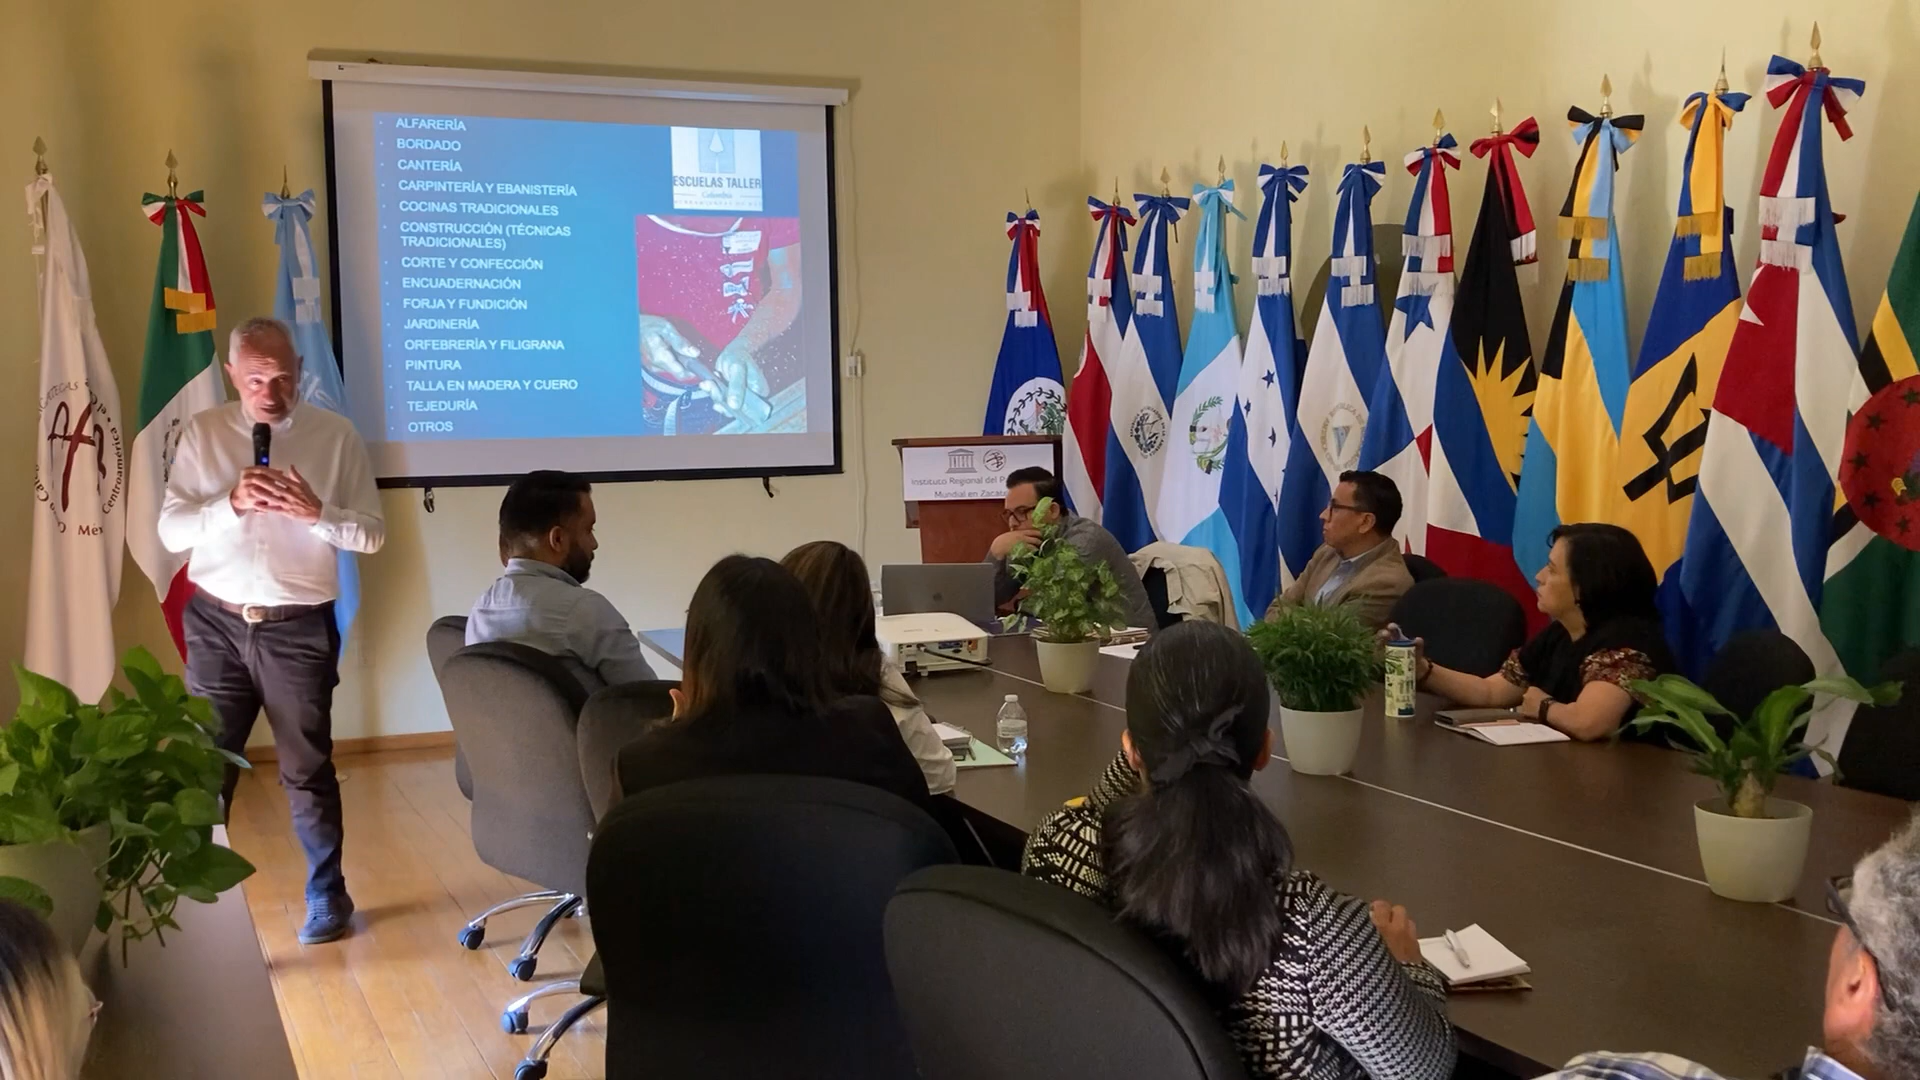 ALFARERÍA
BORDADO
CANTERÍA
CARPINTERÍA Y EBANISTERÍA
COCINAS TRADICIONALES
CONSTRUCCIÓN (TÉCNICAS
TRADICIONALES)
CORTE Y CONFECCIÓN
ENCUADERNACIÓN
FORJA Y FUNDICIÓN
JARDINERÍA
ORFEBRERÍA Y FILIGRANA
PINTURA
TALLA EN MADERA Y CUERO
TEJEDURÍA
OTROS
ESCUELAS TALLER
Colombia
Instituto Regional del
Mundial en
Centroamérica